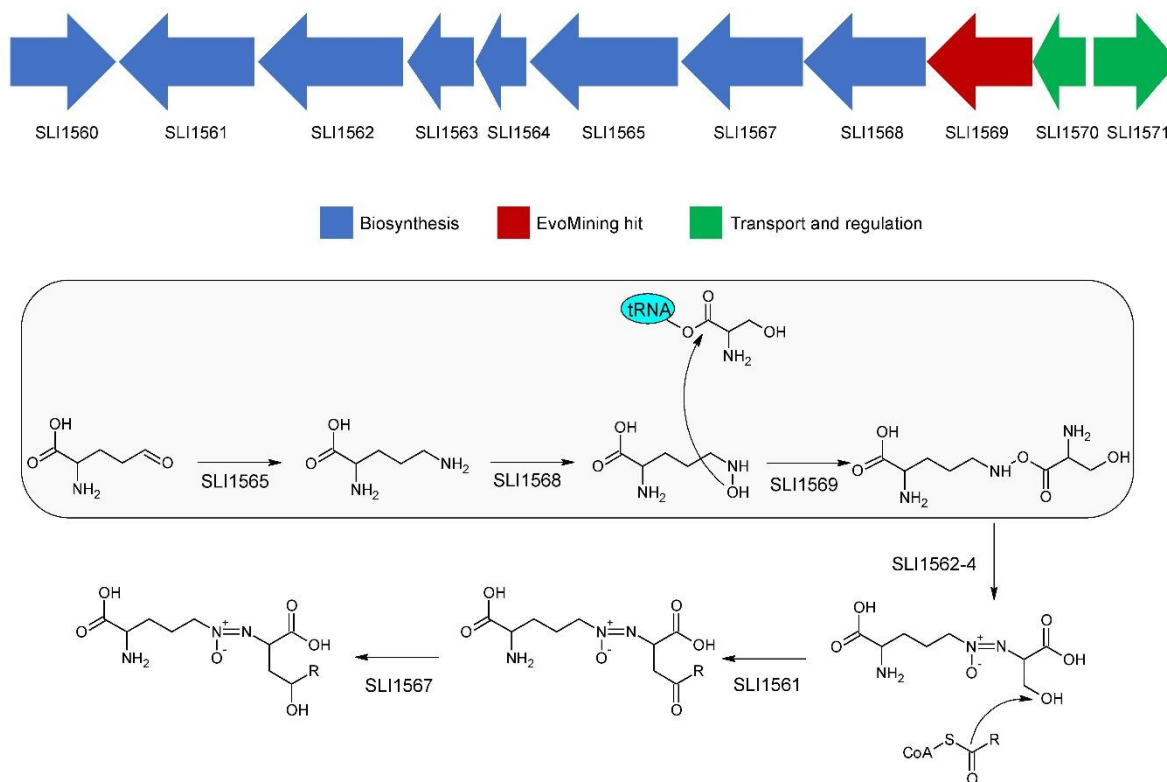 SLI1560 SLI1561 SLI1562 SLI1563 SLI1564 SLI1565 SLI1567 SLI1568 SLI1569 SLI1570 SLI1571
Biosynthesis EvoMining hit Transport and regulation
tRNA O O OH NH2
OH O NH2 O
SLI1565
OH O NH2 NH2
SLI1568
OH O NH2 NH OH
SLI1569
OH O NH2 NH O O NH2 OH
SLI1562-4
OH O NH2 N+ O- N O OH R OH
SLI1567
OH O NH2 N+ O- N O OH R O
SLI1561
OH O NH2 N+ O- N O OH OH
CoA S R O